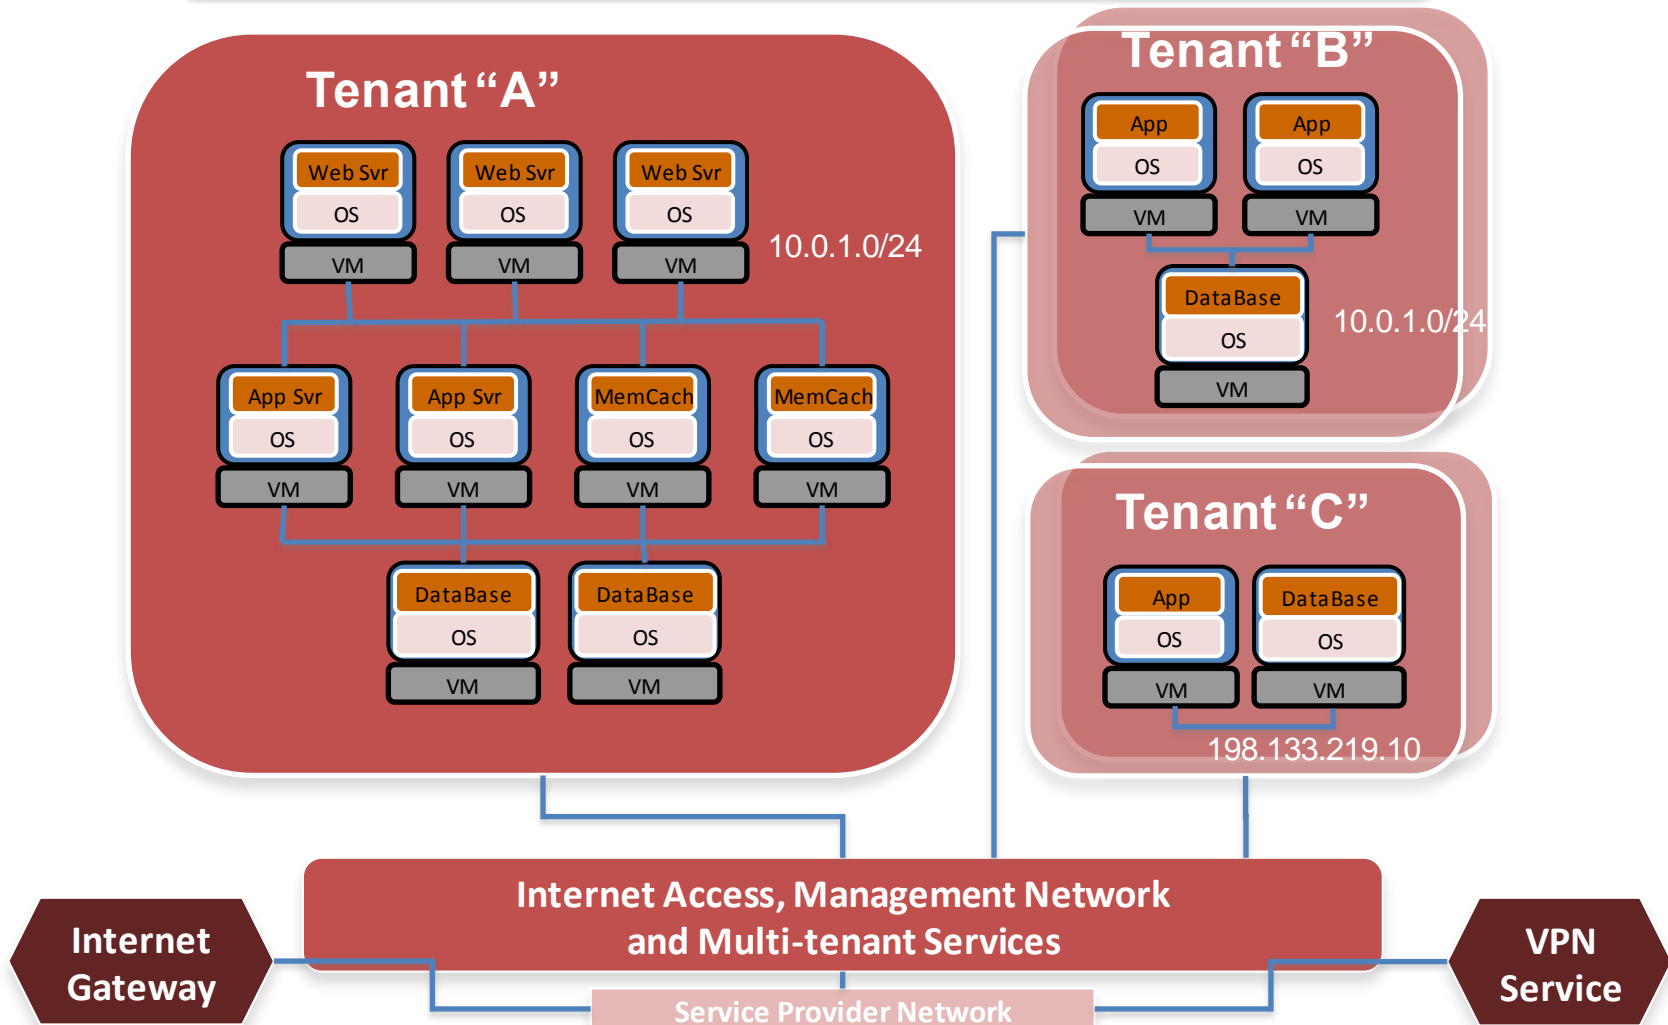 Tenant “A”
Web Svr
OS
VM
Web Svr
OS
VM
Web Svr
OS
VM
10.0.1.0/24
App Svr
OS
VM
App Svr
OS
VM
MemCach
OS
VM
MemCach
OS
VM
DataBase
OS
VM
DataBase
OS
VM
Tenant “B”
App
OS
VM
App
OS
VM
DataBase
OS
VM
10.0.1.0/24
Tenant “C”
App
OS
VM
DataBase
OS
VM
198.133.219.10
Internet Access, Management Network
and Multi-tenant Services
Internet
Gateway
VPN
Service
Service Provider Network